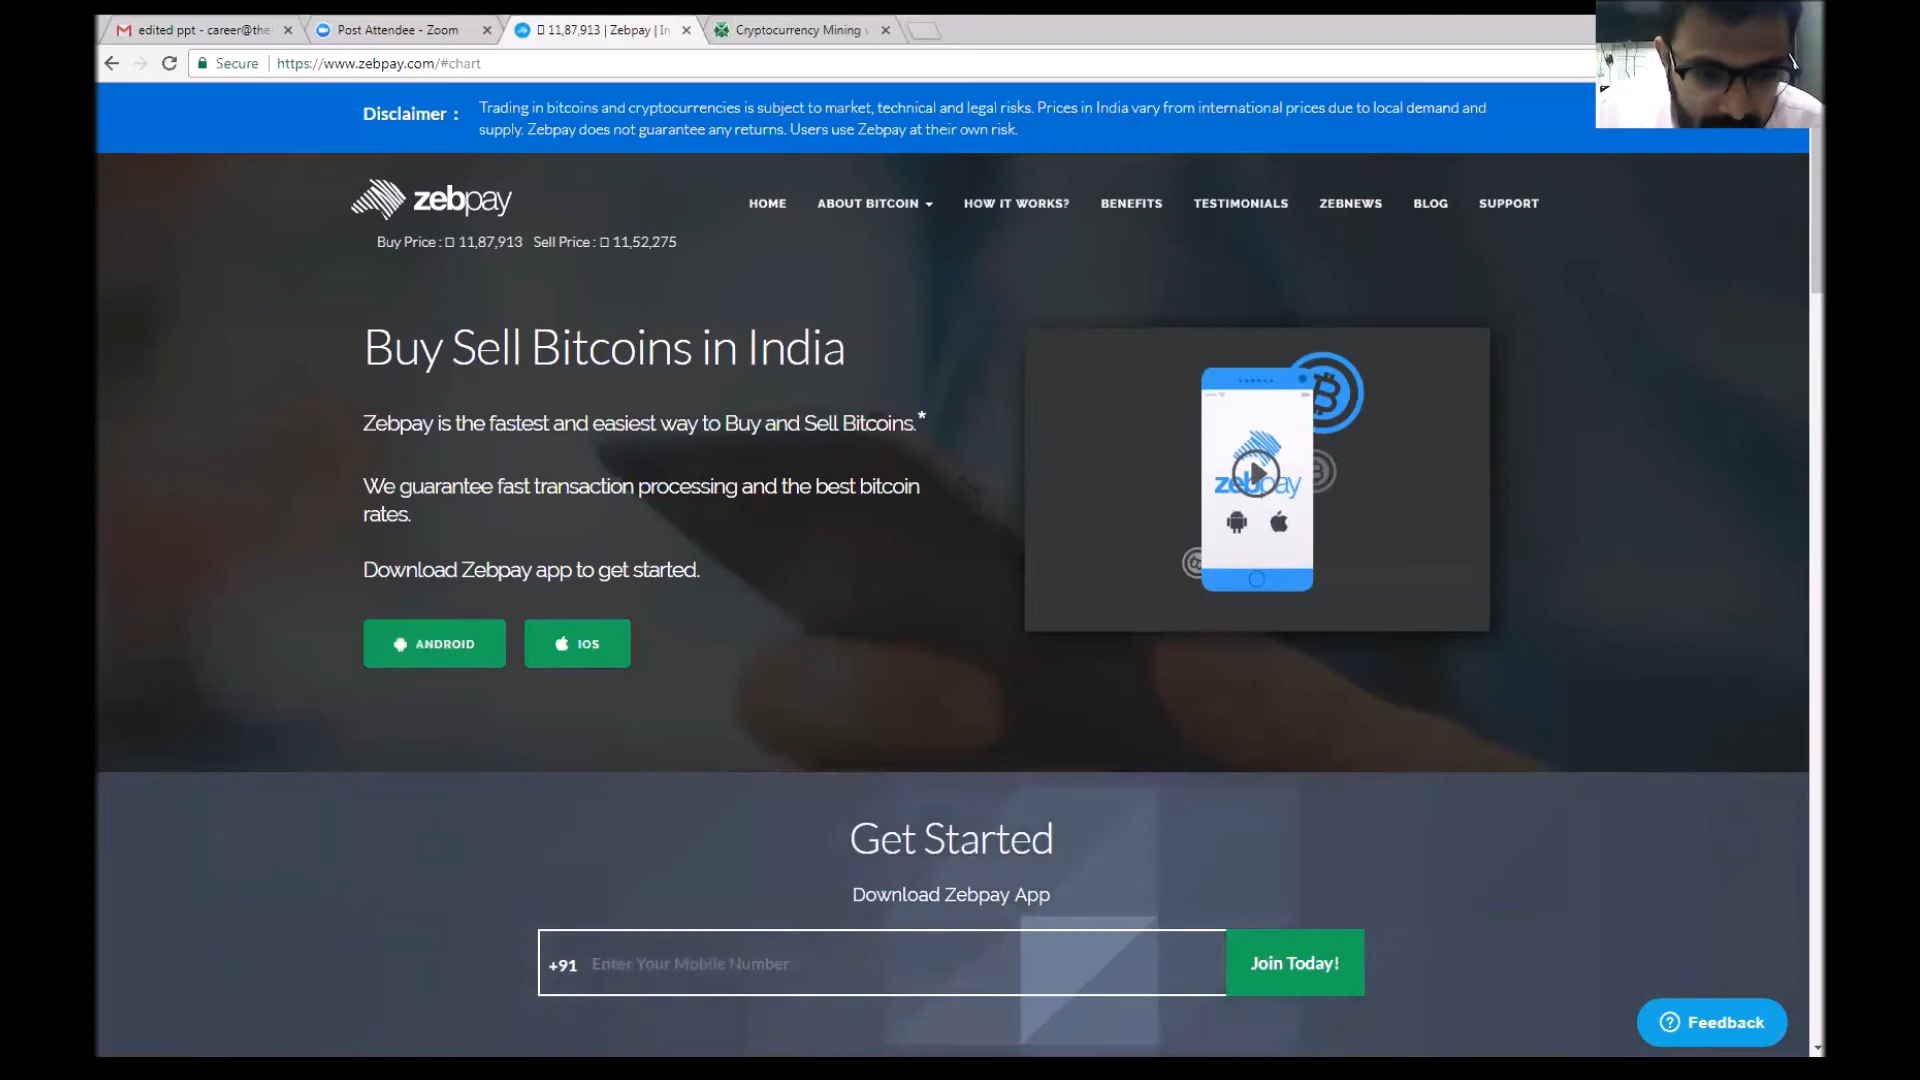 edited ppt - career@the
Post Attendee - Zoom
11,87,913 | Zebpay | In
Cryptocurrency Mining
Secure
https://www.zebpay.com/#chart
Disclaimer :
Trading in bitcoins and cryptocurrencies is subject to market, technical and legal risks. Prices in India vary from international prices due to local demand and
supply. Zebpay does not guarantee any returns. Users use Zebpay at their own risk.
zebpay
HOME
ABOUT BITCOIN
HOW IT WORKS?
BENEFITS
TESTIMONIALS
ZEBNEWS
BLOG
SUPPORT
Buy Price : 11,87,913 Sell Price : 11,52,275
Buy Sell Bitcoins in India
Zebpay is the fastest and easiest way to Buy and Sell Bitcoins.*
We guarantee fast transaction processing and the best bitcoin
rates.
Download Zebpay app to get started.
ANDROID
IOS
zebpay
Get Started
Download Zebpay App
+91 Enter Your Mobile Number
Join Today!
Feedback